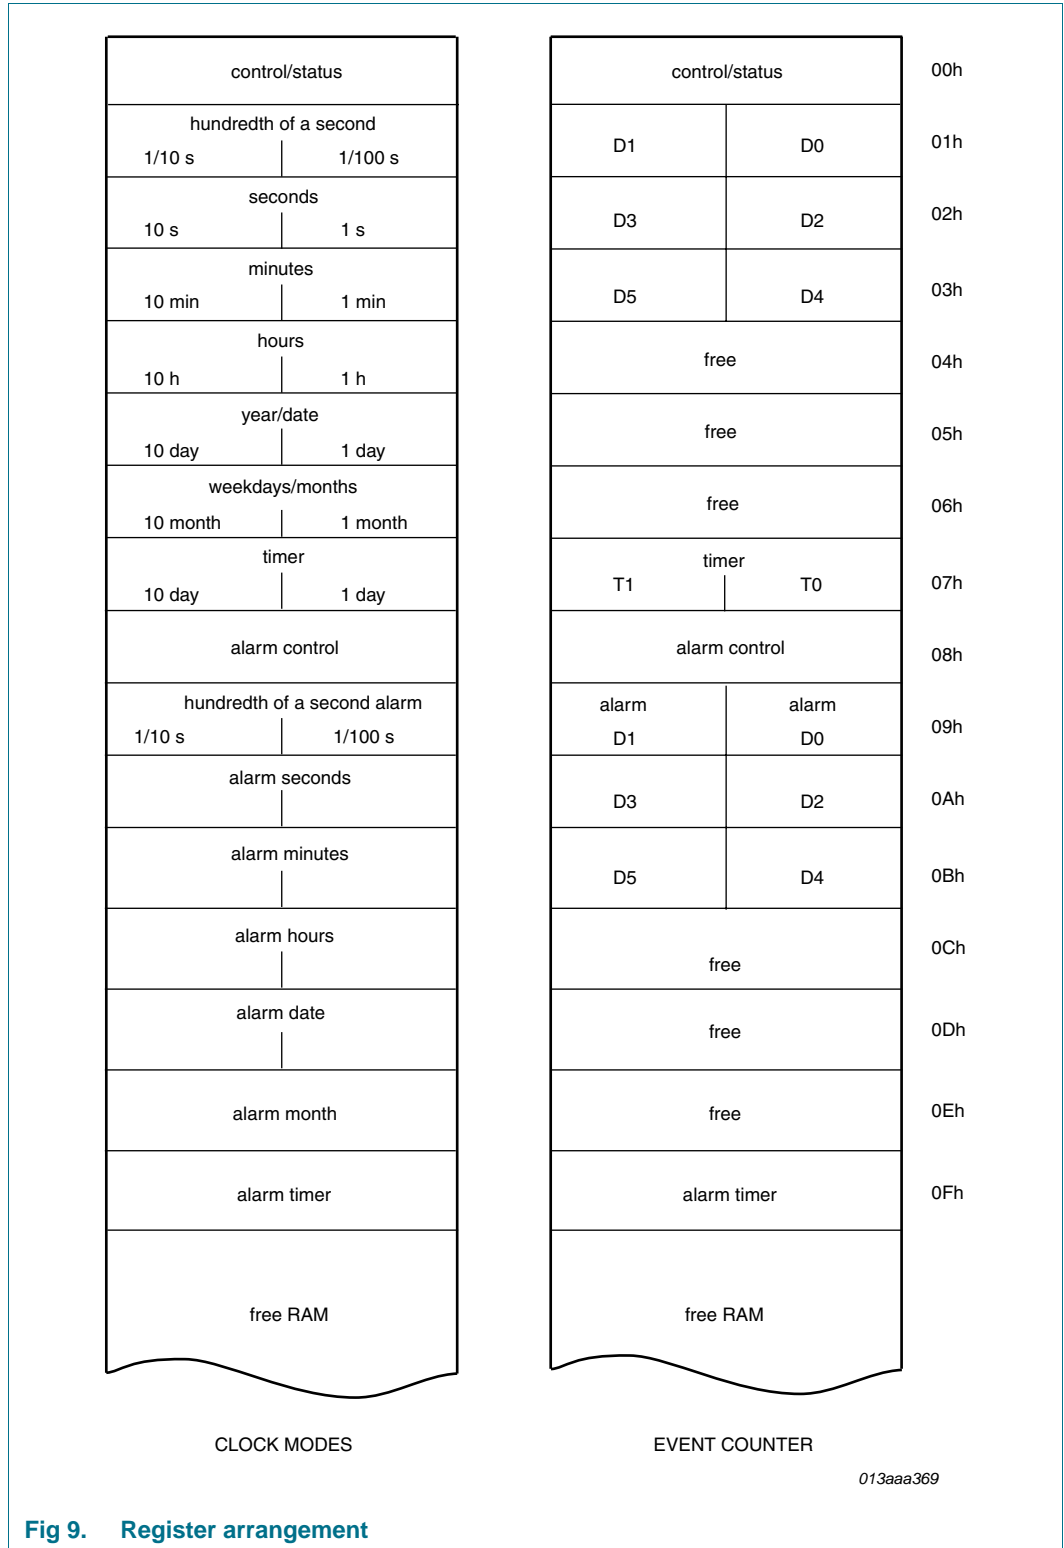 control/status control/status 00h
hundredth of a second
1/10 s 1/100 s D1 D0 01h
seconds
10 s 1 s D3 D2 02h
minutes
10 min 1 min D5 D4 03h
hours
10 h 1 h free 04h
year/date
10 day 1 day free 05h
weekdays/months
10 month 1 month free 06h
timer timer
10 day 1 day T1 T0 07h
alarm control alarm control 08h
hundredth of a second alarm alarm alarm
1/10 s 1/100 s D1 D0 09h
alarm seconds D3 D2 0Ah
alarm minutes D5 D4 0Bh
alarm hours free 0Ch
alarm date free 0Dh
alarm month free 0Eh
alarm timer alarm timer 0Fh
free RAM free RAM
CLOCK MODES EVENT COUNTER
013aaa369
Fig 9. Register arrangement